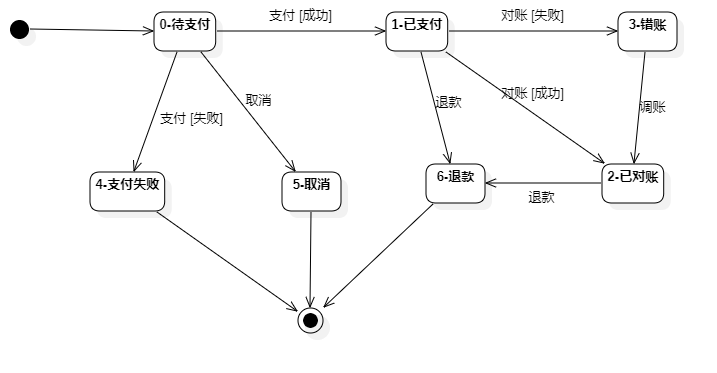 支付 [成功]
对账 [失败]
0-待支付
1-已支付
3-错账
取消
退款
对账 [成功]
调账
支付 [失败]
4-支付失败
5-取消
6-退款
2-已对账
退款